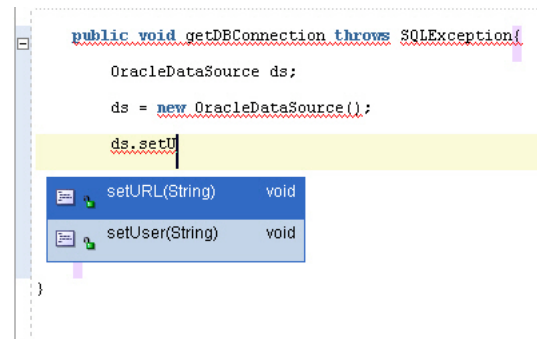 public void getDBConnection throws SQLException{
OracleDataSource ds;
ds = new OracleDataSource();
ds.setU
setURL(String) void
setUser(String) void
}